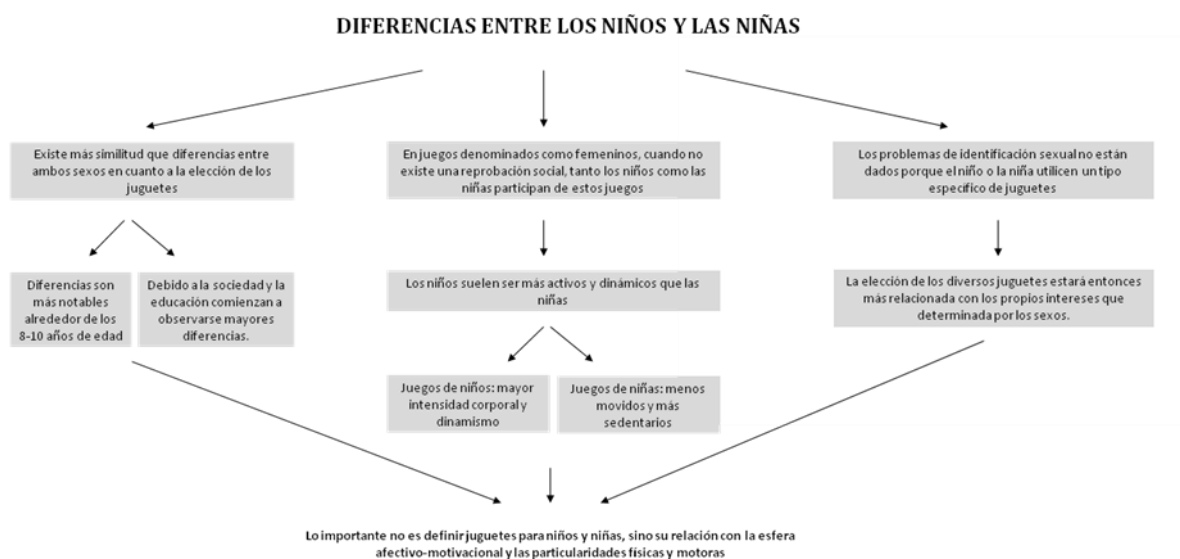 DIFERENCIAS ENTRE LOS NIÑOS Y LAS NIÑAS
Existe más similitud que diferencias entre
ambos sexos en cuanto a la elección de los
juguetes
En juegos denominados como femeninos, cuando no
existe una reprobación social, tanto los niños como las
niñas participan de estos juegos
Los problemas de identificación sexual no están
dados porque el niño o la niña utilicen un tipo
específico de juguetes
Diferencias son
más notables
alrededor de los
8-10 años de edad
Debido a la sociedad y la
educación comienzan a
observarse mayores
diferencias.
Los niños suelen ser más activos y dinámicos que las
niñas
La elección de los diversos juguetes estará entonces
más relacionada con los propios intereses que
determinada por los sexos.
Juegos de niños: mayor
intensidad corporal y
dinamismo
Juegos de niñas: menos
movidos y más
sedentarios
Lo importante no es definir juguetes para niños y niñas, sino su relación con la esfera
afectivo-motivacional y las particularidades físicas y motoras